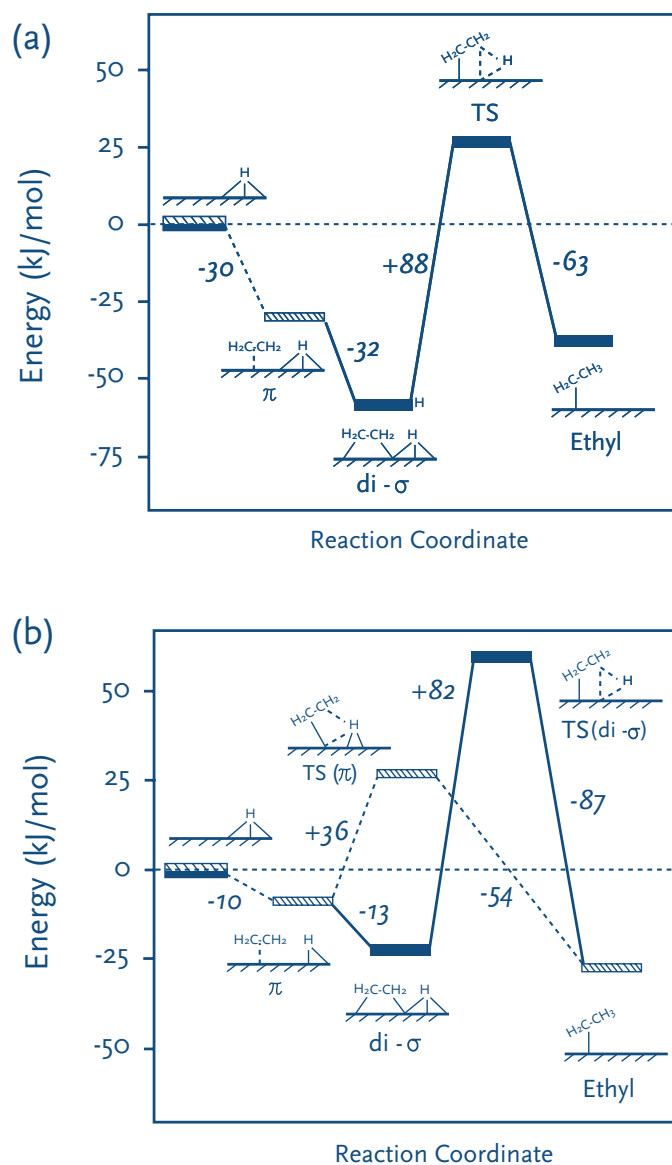 (a)
Energy (kJ/mol)
50
25
0
-25
-50
-75
H
-30
H₂C-CH₂ H
π
-32
H
H₂C-CH₂ H
di - σ
+88
H₂C-CH₂ H
TS
-63
H₂C-CH₃
Ethyl
Reaction Coordinate
(b)
Energy (kJ/mol)
50
25
0
-25
-50
H
-10
H₂C-CH₂ H
π
+36
H₂C-CH₂
H
TS (π)
-13
H₂C-CH₂ H
di - σ
+82
H₂C-CH₂
H
TS(di -σ)
-87
-54
H₂C-CH₃
Ethyl
Reaction Coordinate